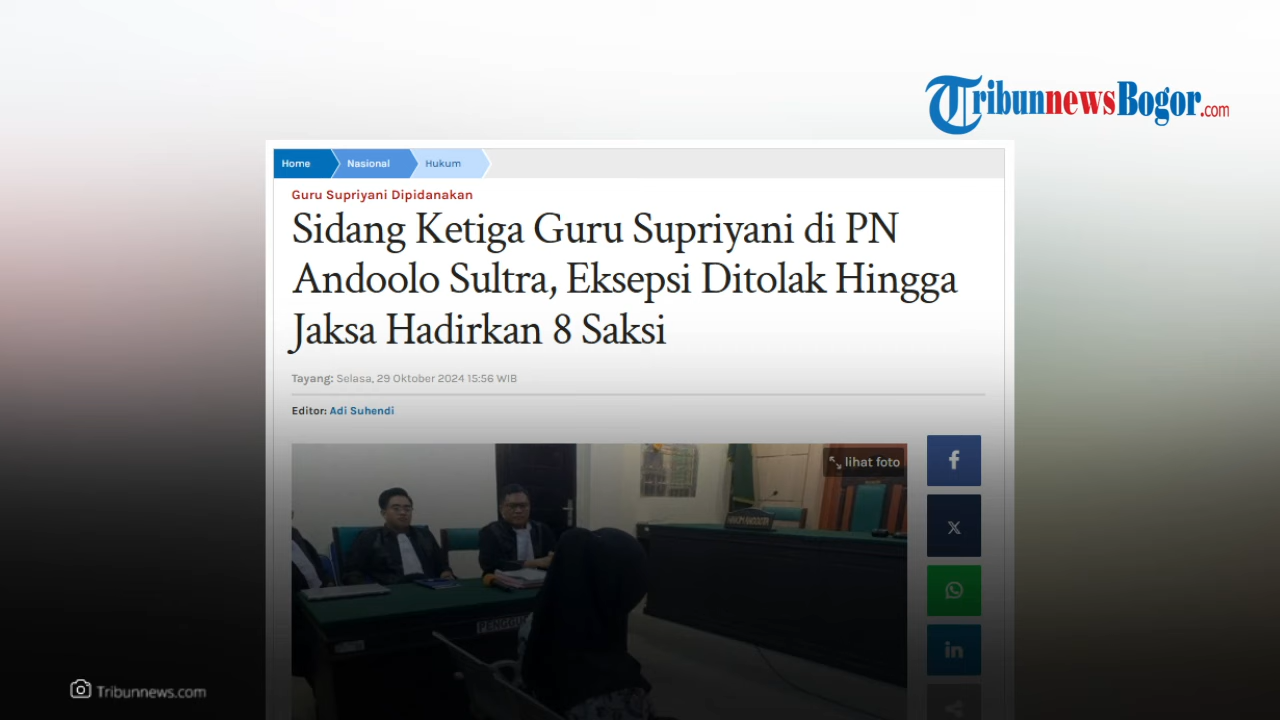 TribunnewsBogor.com
Home Nasional Hukum
Guru Supriyani Dipidanakan
Sidang Ketiga Guru Supriyani di PN
Andoolo Sultra, Eksepsi Ditolak Hingga
Jaksa Hadirkan 8 Saksi
Tayang: Selasa, 29 Oktober 2024 15:56 WIB
Editor: Adi Suhendi
lihat foto
Tribunnews.com